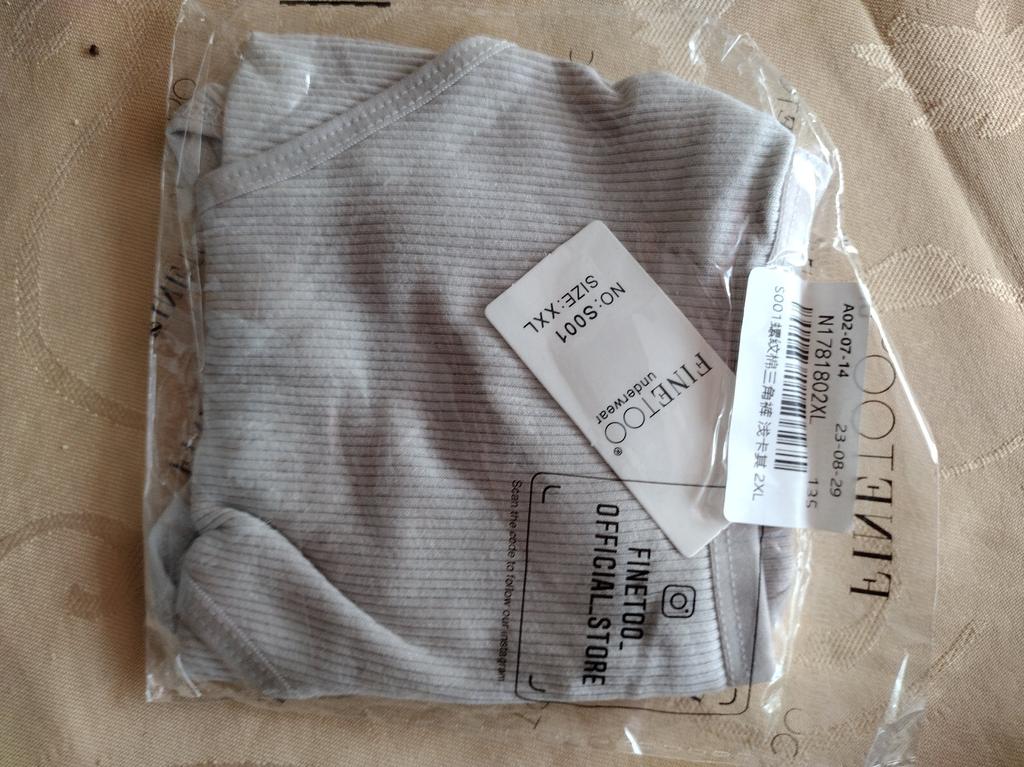 NO:S001
SIZE:XXL
FINETOO®
underwear
A02-07-14
23-08-29
N1781802XL
135
S001螺纹棉三角裤 浅卡其 2XL
FINETOO-
OFFICIAL_STORE
Scan the code to follow our instagram
FINETOO